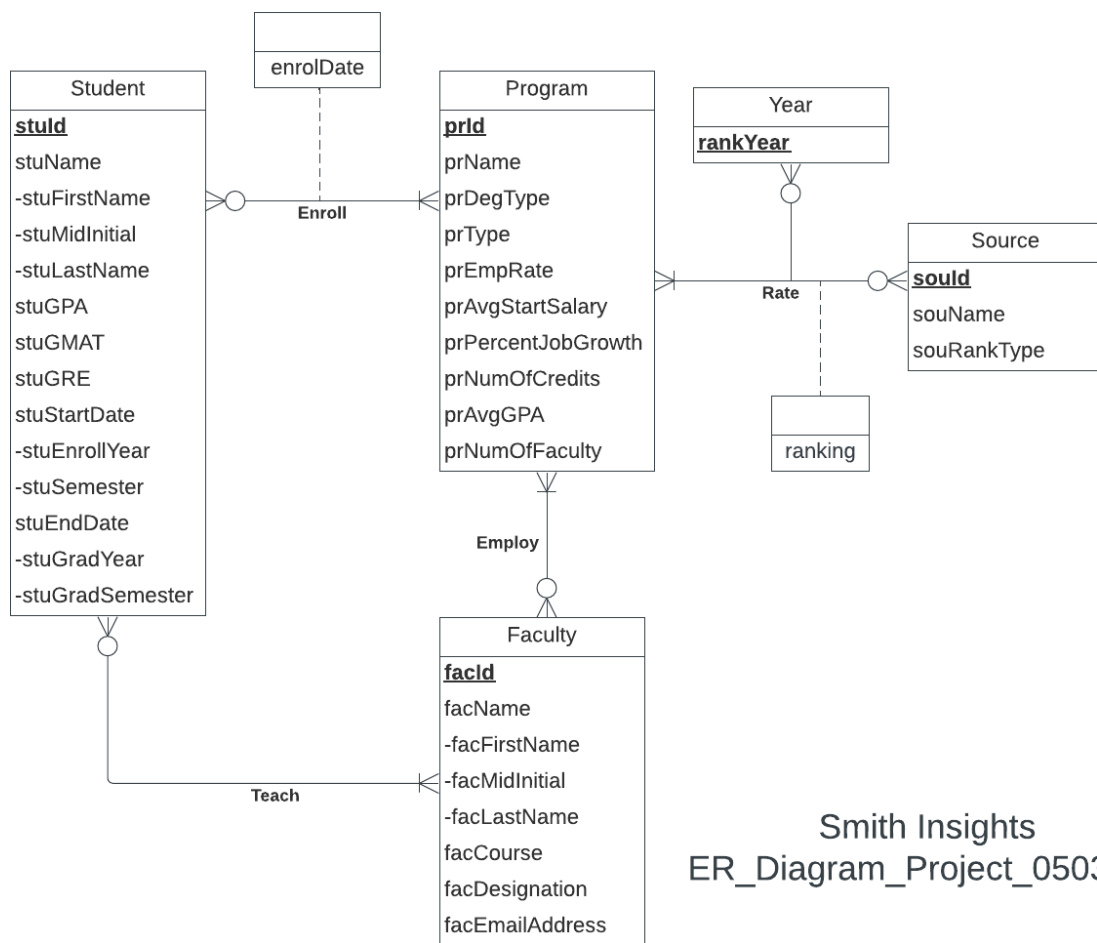 enrolDate
Student
stuId
stuName
-stuFirstName
-stuMidInitial
-stuLastName
stuGPA
stuGMAT
stuGRE
stuStartDate
-stuEnrollYear
-stuSemester
stuEndDate
-stuGradYear
-stuGradSemester
Enroll
Program
prId
prName
prDegType
prType
prEmpRate
prAvgStartSalary
prPercentJobGrowth
prNumOfCredits
prAvgGPA
prNumOfFaculty
Year
rankYear
Rate
Source
souId
souName
souRankType
ranking
Employ
Faculty
facId
facName
-facFirstName
-facMidInitial
-facLastName
facCourse
facDesignation
facEmailAddress
Teach
Smith Insights